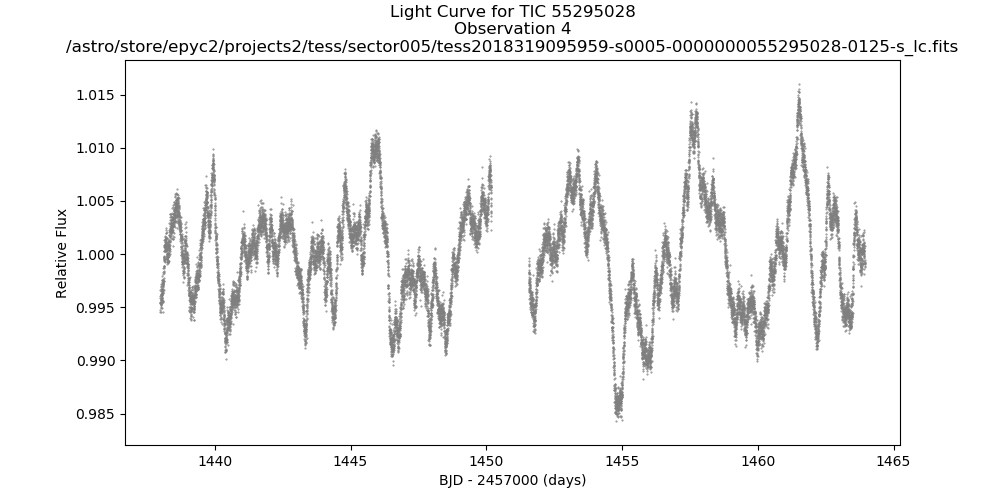 Light Curve for TIC 55295028
Observation 4
/astro/store/epyc2/projects2/tess/sector005/tess2018319095959-s0005-0000000055295028-0125-s_lc.fits
1.015
1.010
1.005
1.000
0.995
0.990
0.985
Relative Flux
1440
1445
1450
1455
1460
1465
BJD - 2457000 (days)